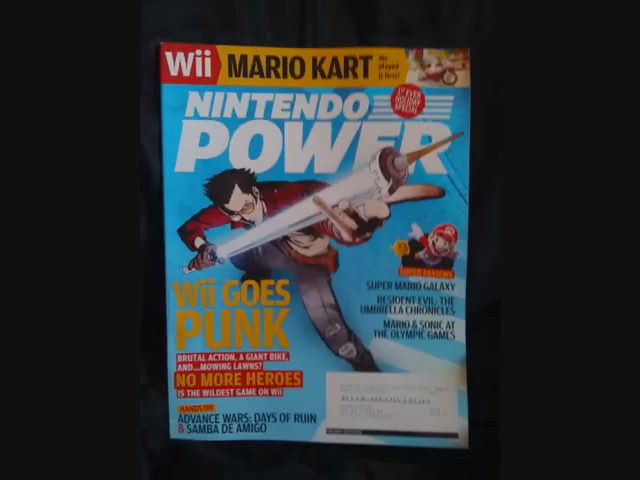 Wii MARIO KART We played it first!
1ST EVER HOLIDAY SPECIAL
NINTENDO
POWER
SUPER REVIEWS
SUPER MARIO GALAXY
RESIDENT EVIL: THE
UMBRELLA CHRONICLES
MARIO & SONIC AT
THE OLYMPIC GAMES
Wii GOES
PUNK
BRUTAL ACTION, A GIANT BIKE,
AND...MOWING LAWNS?
NO MORE HEROES
IS THE WILDEST GAME ON Wii
HANDS ON
ADVANCE WARS: DAYS OF RUIN
& SAMBA DE AMIGO